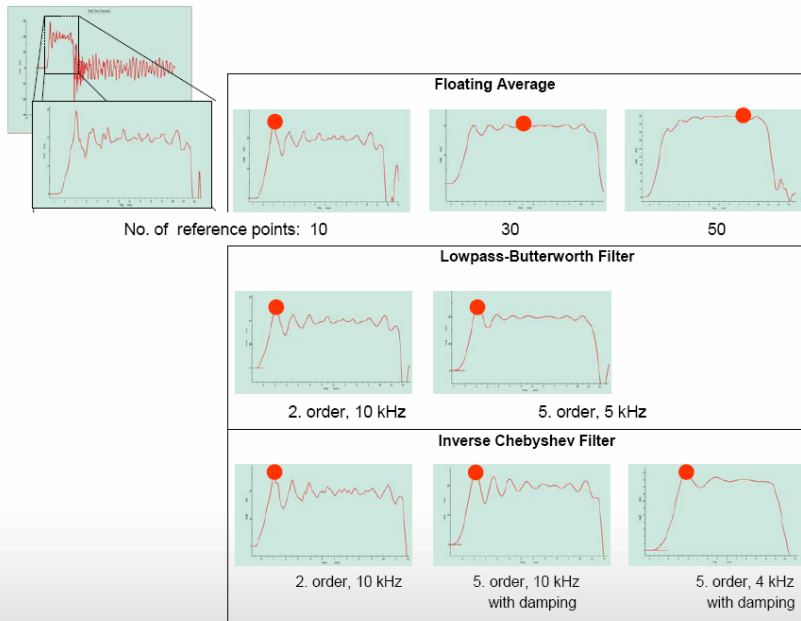 Floating Average
No. of reference points: 10
30
50
Lowpass-Butterworth Filter
2. order, 10 kHz
5. order, 5 kHz
Inverse Chebyshev Filter
2. order, 10 kHz
5. order, 10 kHz
with damping
5. order, 4 kHz
with damping